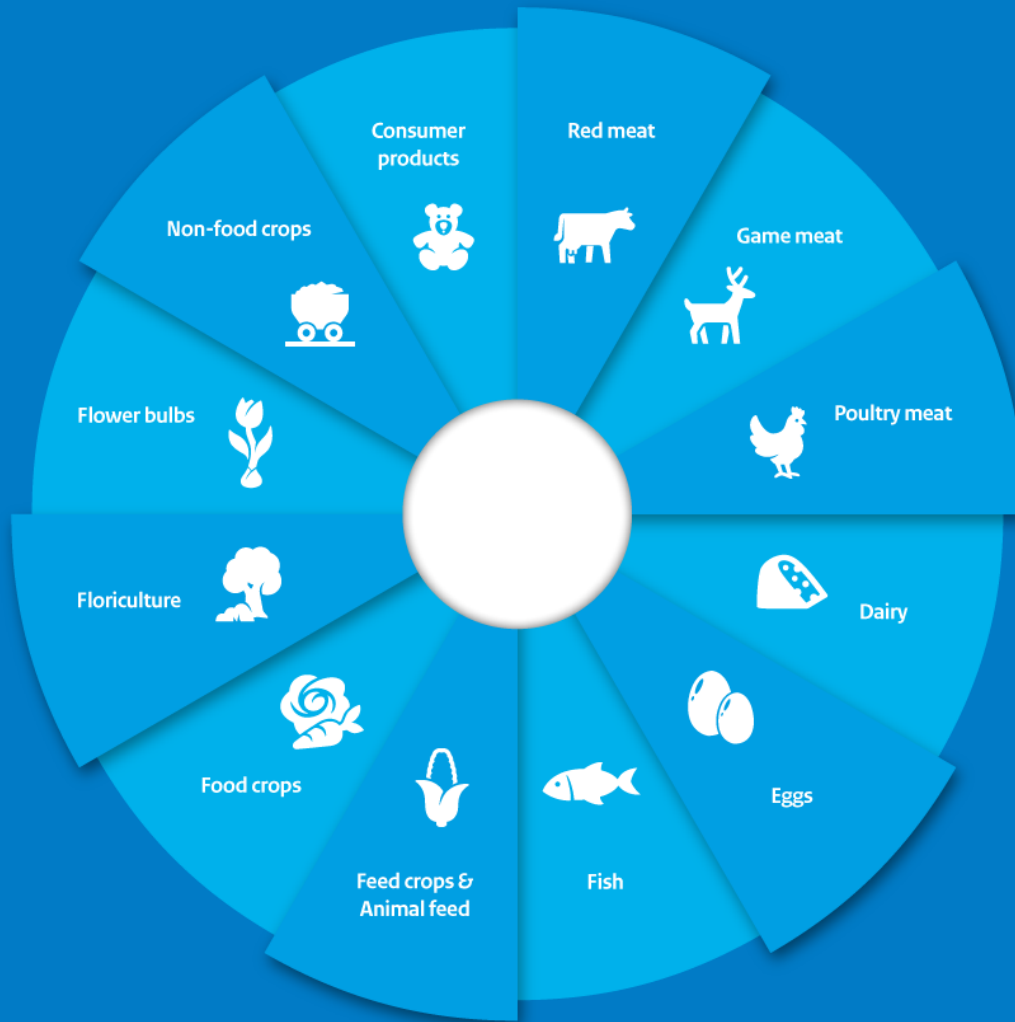 Consumer
products
Red meat
Game meat
Poultry meat
Dairy
Eggs
Fish
Feed crops &
Animal feed
Food crops
Floriculture
Flower bulbs
Non-food crops